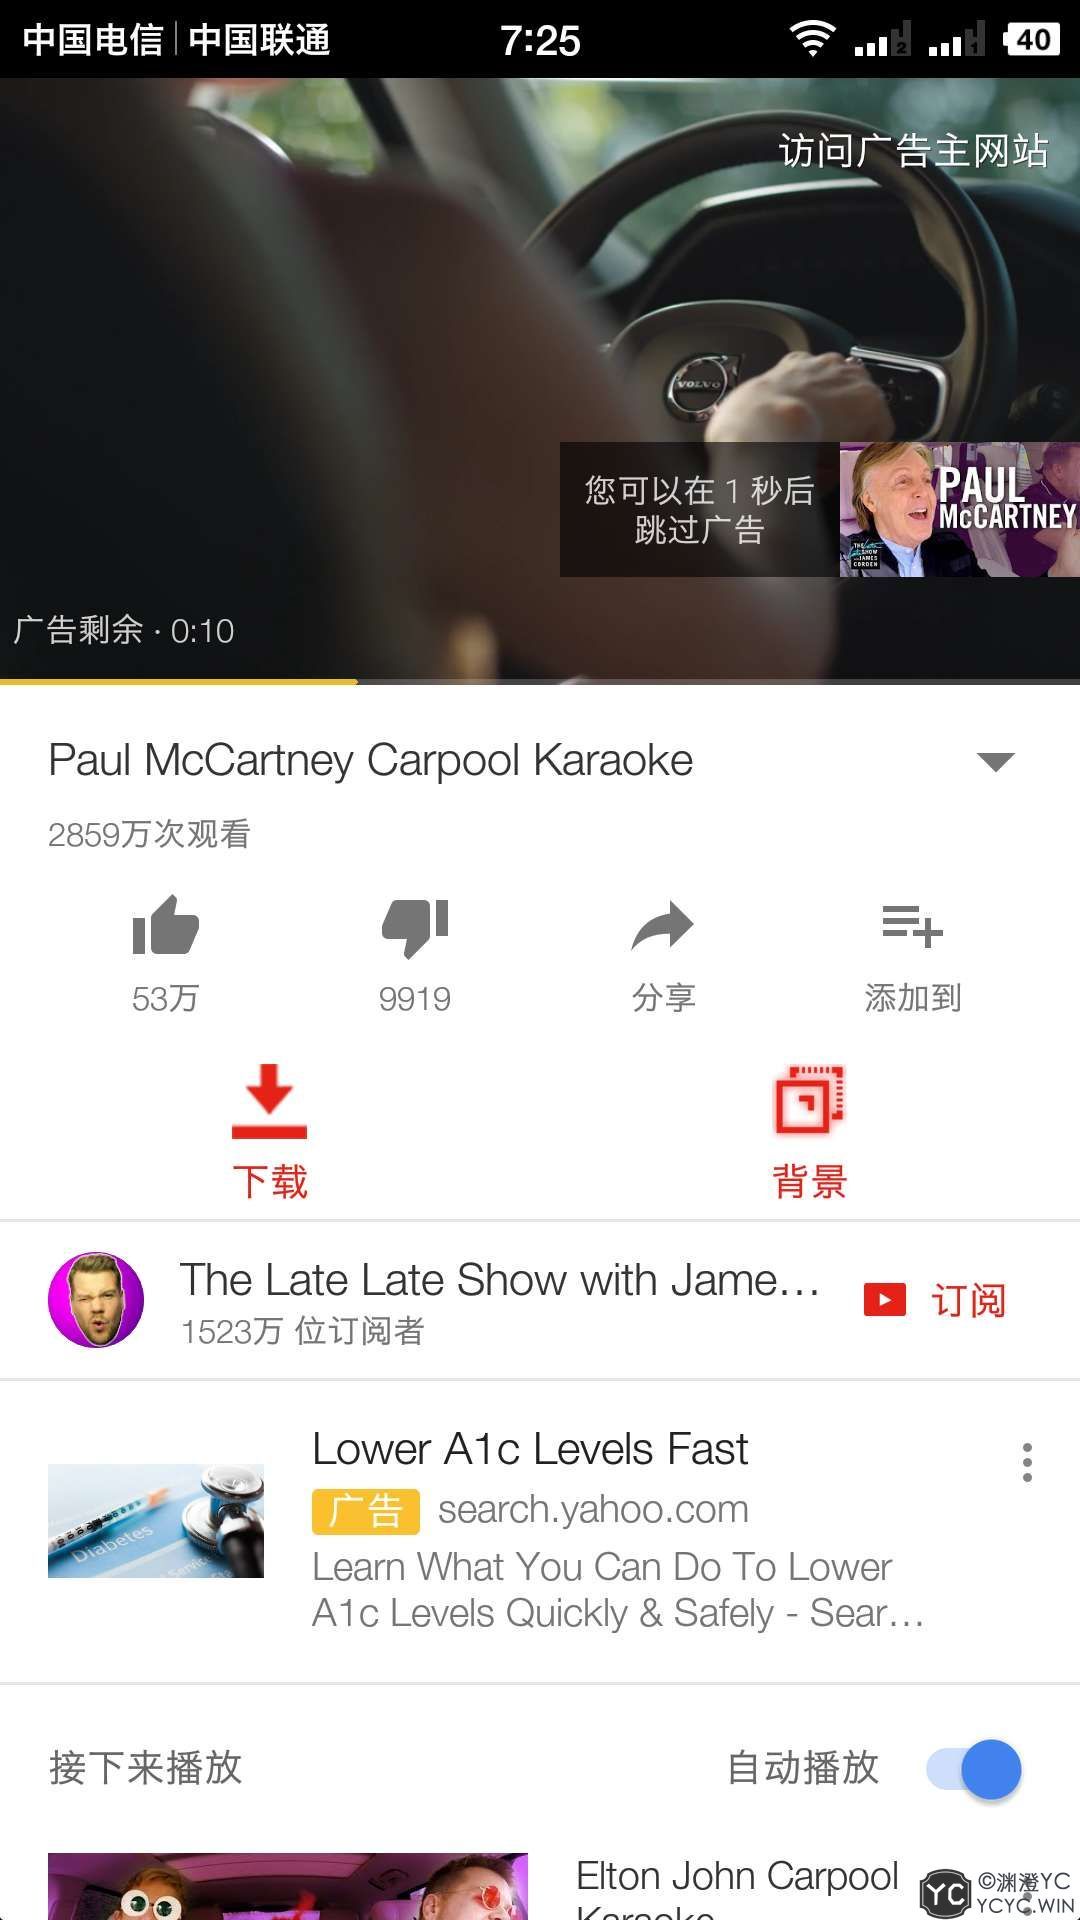 中国电信 中国联通 7:25 2 1 40
访问广告主网站
VOLVO
您可以在 1 秒后
跳过广告
PAUL
McCARTNEY
THE LATE LATE
SHOW
JAMES
CORDEN
广告剩余 · 0:10
Paul McCartney Carpool Karaoke
2859万次观看
53万 9919 分享 添加到
下载 背景
The Late Late Show with Jame…
1523万 位订阅者
订阅
Lower A1c Levels Fast
广告 search.yahoo.com
Learn What You Can Do To Lower
A1c Levels Quickly & Safely - Sear…
Diabetes
接下来播放 自动播放
Elton John Carpool
Karaoke
YC ©渊澄YC
YCYC.WIN